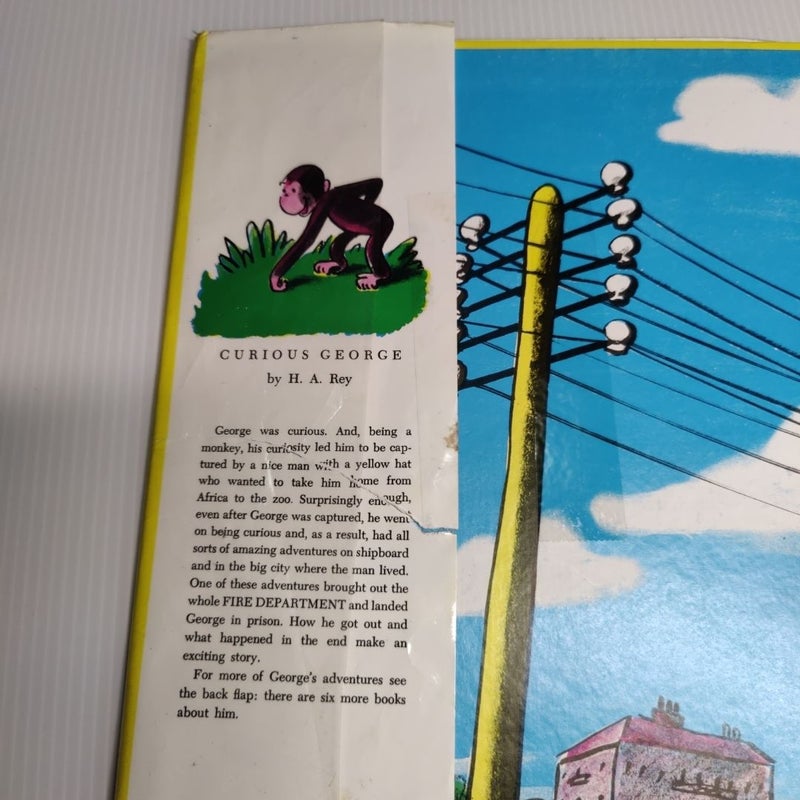 CURIOUS GEORGE
by H. A. Rey
George was curious. And, being a
monkey, his curiosity led him to be cap-
tured by a nice man with a yellow hat
who wanted to take him home from
Africa to the zoo. Surprisingly enough,
even after George was captured, he went
on being curious and, as a result, had all
sorts of amazing adventures on shipboard
and in the big city where the man lived.
One of these adventures brought out the
whole FIRE DEPARTMENT and landed
George in prison. How he got out and
what happened in the end make an
exciting story.
For more of George's adventures see
the back flap: there are six more books
about him.